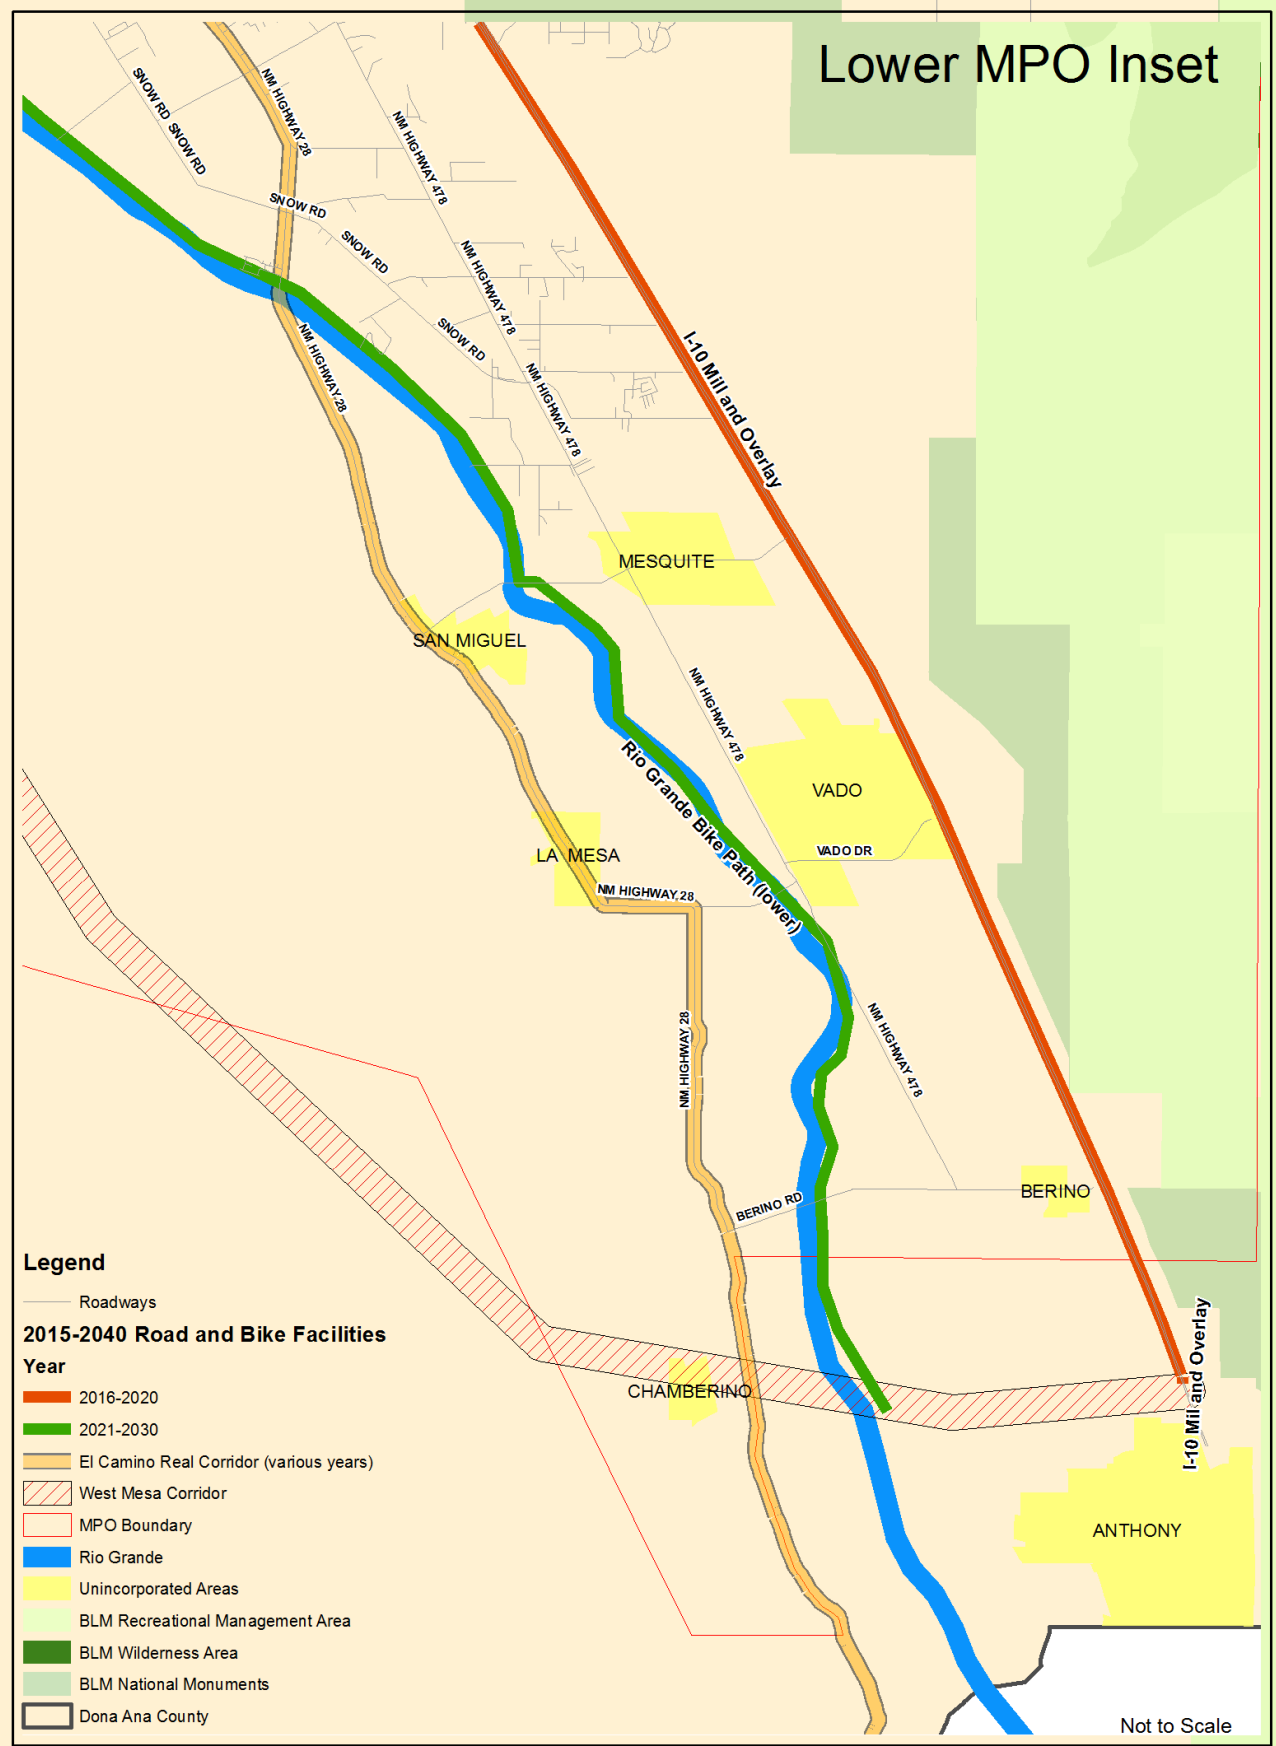 Lower MPO Inset
NM HIGHWAY 28
SNOW RD
SNOW RD
NM HIGHWAY 478
SNOW RD
SNOW RD
NM HIGHWAY 478
SNOW RD
NM HIGHWAY 28
I-10 Mill and Overlay
NM HIGHWAY 478
MESQUITE
SAN MIGUEL
NM HIGHWAY 478
Rio Grande Bike Path (lower)
VADO
VADO DR
LA MESA
NM HIGHWAY 28
NM HIGHWAY 28
NM HIGHWAY 478
BERINO
BERINO RD
I-10 Mill and Overlay
CHAMBERINO
ANTHONY
Legend
Roadways
2015-2040 Road and Bike Facilities
Year
2016-2020
2021-2030
El Camino Real Corridor (various years)
West Mesa Corridor
MPO Boundary
Rio Grande
Unincorporated Areas
BLM Recreational Management Area
BLM Wilderness Area
BLM National Monuments
Dona Ana County
Not to Scale